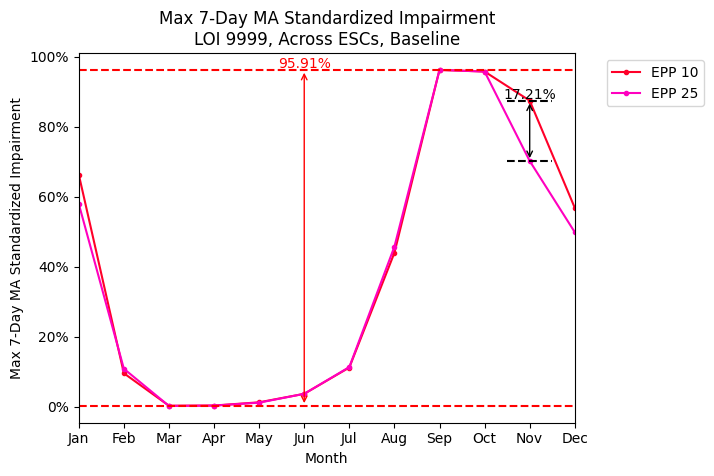 Max 7-Day MA Standardized Impairment
LOI 9999, Across ESCs, Baseline
100%
80%
60%
40%
20%
0%
Max 7-Day MA Standardized Impairment
95.91%
17.21%
EPP 10
EPP 25
Jan Feb Mar Apr May Jun Jul Aug Sep Oct Nov Dec
Month